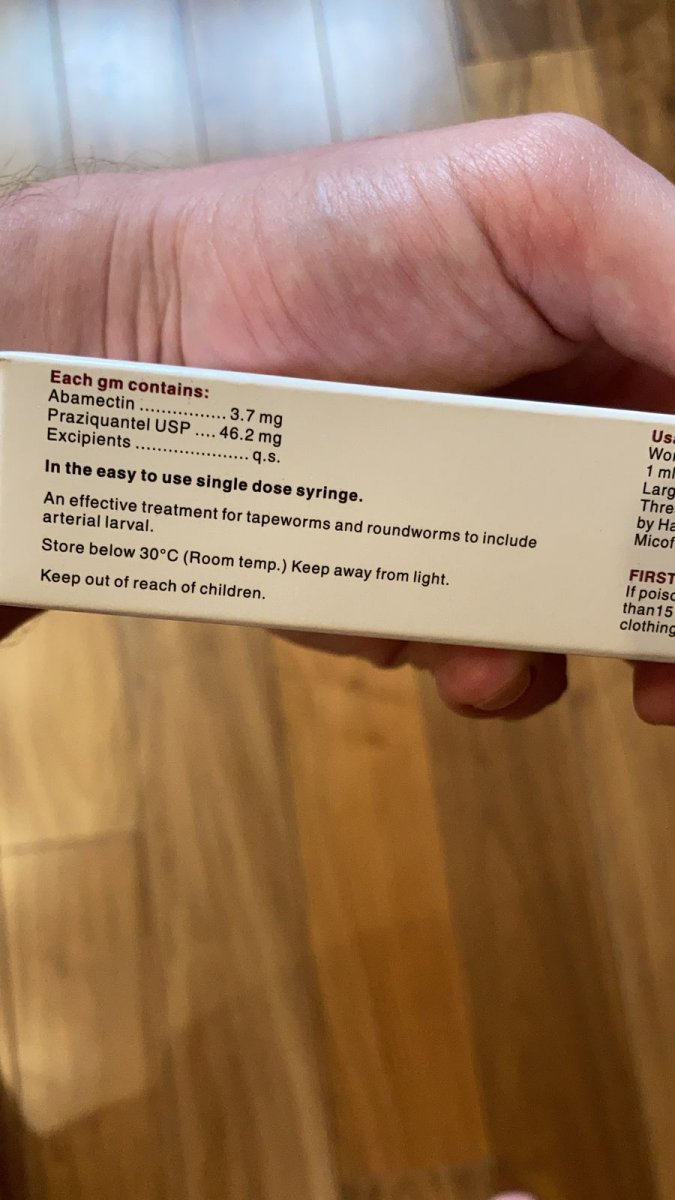 Each gm contains:
Abamectin ................ 3.7 mg
Praziquantel USP .... 46.2 mg
Excipients ..................... q.s.
In the easy to use single dose syringe.
An effective treatment for tapeworms and roundworms to include
arterial larval.
Store below 30°C (Room temp.) Keep away from light.
Keep out of reach of children.
1 m
by
FIRST
If
than15
clothing